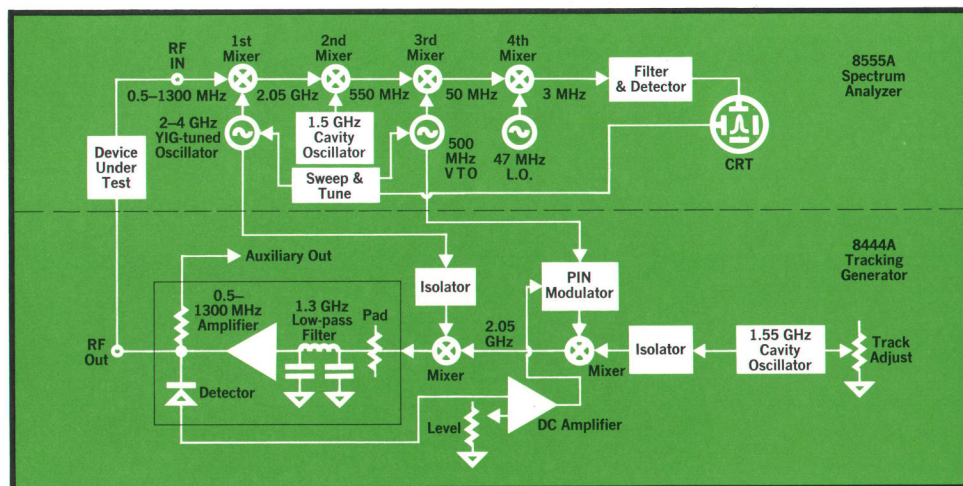 RF
IN
1st
Mixer
2nd
Mixer
3rd
Mixer
4th
Mixer
Filter
& Detector
8555A
Spectrum
Analyzer
0.5–1300 MHz
2.05 GHz
550 MHz
50 MHz
3 MHz
2–4 GHz
YIG-tuned
Oscillator
1.5 GHz
Cavity
Oscillator
500
MHz
VTO
47 MHz
L.O.
CRT
Device
Under
Test
Sweep &
Tune
8444A
Tracking
Generator
Auxiliary Out
Isolator
PIN
Modulator
0.5–
1300 MHz
Amplifier
1.3 GHz
Low-pass
Filter
Pad
2.05
GHz
Isolator
1.55 GHz
Cavity
Oscillator
Track
Adjust
RF
Out
Mixer
Mixer
Detector
Level
DC Amplifier